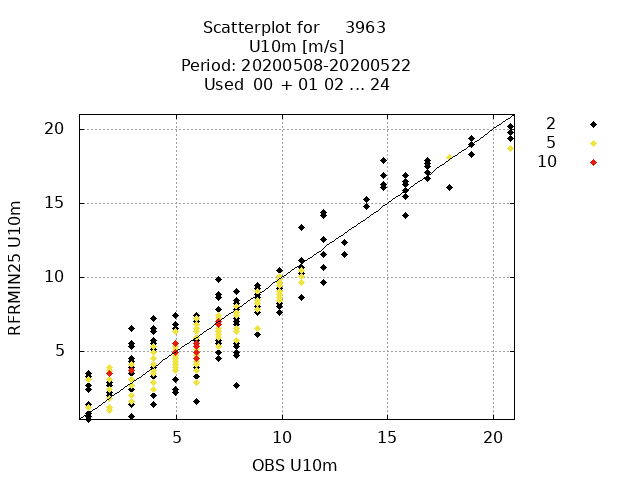 Scatterplot for 3963
U10m [m/s]
Period: 20200508-20200522
Used 00 + 01 02 ... 24
2
5
10
20
15
10
5
RFRMIN25 U10m
5 10 15 20
OBS U10m